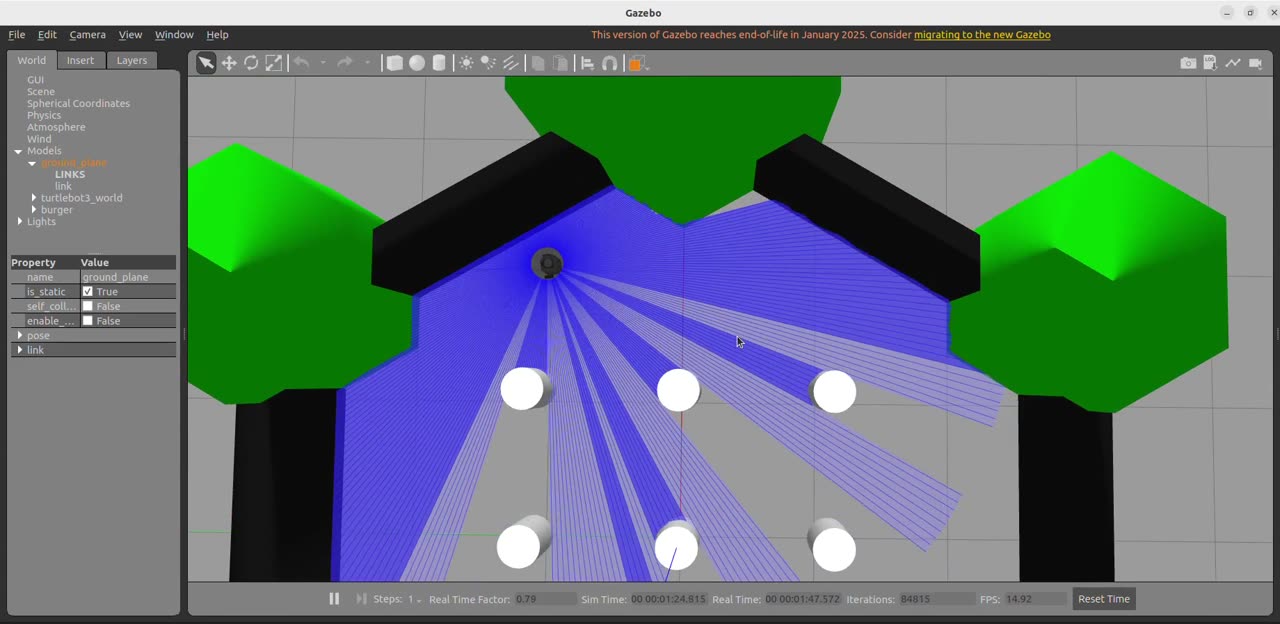 Gazebo
File Edit Camera View Window Help
This version of Gazebo reaches end-of-life in January 2025. Consider migrating to the new Gazebo
World Insert Layers
GUI
Scene
Spherical Coordinates
Physics
Atmosphere
Wind
Models
ground_plane
LINKS
link
turtlebot3_world
burger
Lights
Property Value
name ground_plane
is_static True
self_coll... False
enable_... False
pose
link
LOG
Steps: 1 Real Time Factor: 0.79 Sim Time: 00 00:01:24.815 Real Time: 00 00:01:47.572 Iterations: 84815 FPS: 14.92 Reset Time